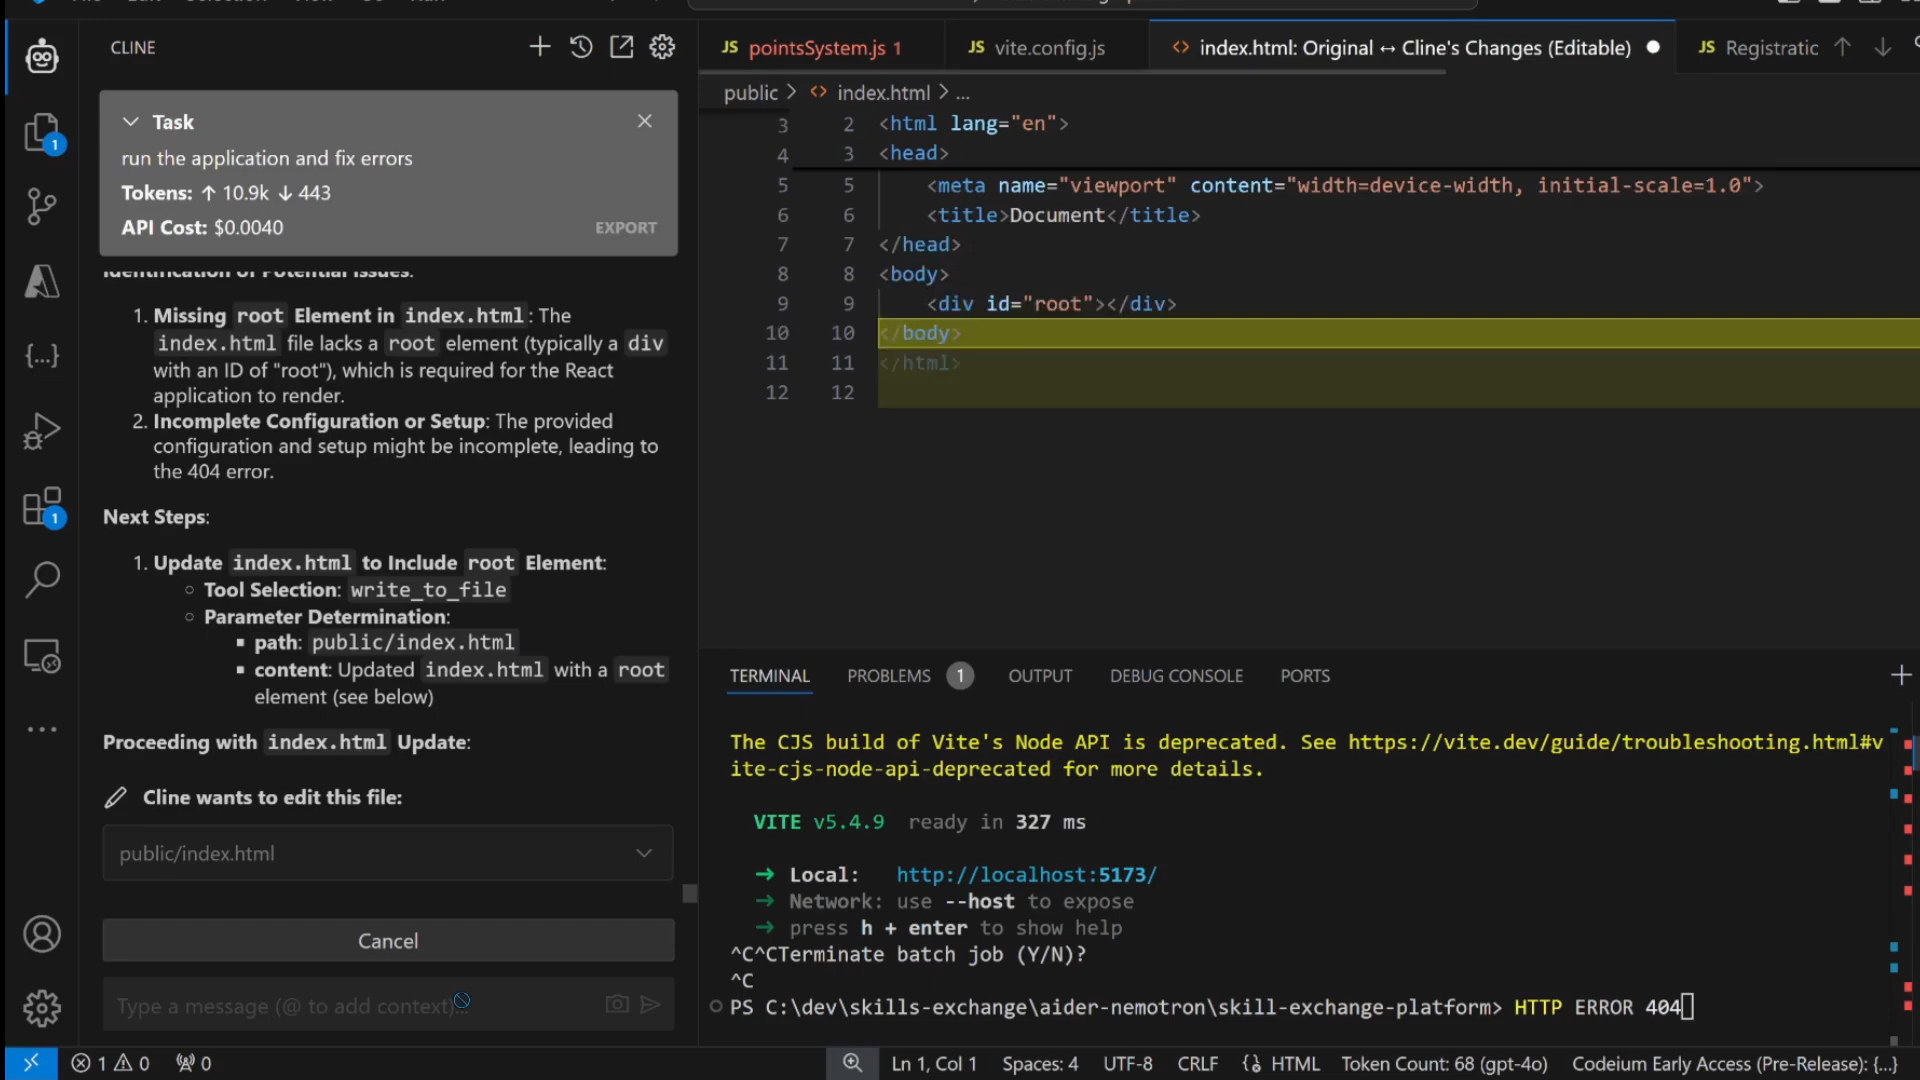 CLINE
Task
run the application and fix errors
Tokens: ↑ 10.9k ↓ 443
API Cost: $0.0040
EXPORT
Identification of Potential Issues:
1. Missing root Element in index.html: The
index.html file lacks a root element (typically a div
with an ID of "root"), which is required for the React
application to render.
2. Incomplete Configuration or Setup: The provided
configuration and setup might be incomplete, leading to
the 404 error.
Next Steps:
1. Update index.html to Include root Element:
Tool Selection: write_to_file
Parameter Determination:
path: public/index.html
content: Updated index.html with a root
element (see below)
Proceeding with index.html Update:
Cline wants to edit this file:
public/index.html
Cancel
Type a message (@ to add context)...
JS pointsSystem.js 1
JS vite.config.js
<> index.html: Original ↔ Cline's Changes (Editable)
JS Registratic
public > <> index.html > ...
3 2 <html lang="en">
4 3 <head>
5 5 <meta name="viewport" content="width=device-width, initial-scale=1.0">
6 6 <title>Document</title>
7 7 </head>
8 8 <body>
9 9 <div id="root"></div>
10 10 </body>
11 11 </html>
12 12
TERMINAL
PROBLEMS 1
OUTPUT
DEBUG CONSOLE
PORTS
The CJS build of Vite's Node API is deprecated. See https://vite.dev/guide/troubleshooting.html#v
ite-cjs-node-api-deprecated for more details.
VITE v5.4.9 ready in 327 ms
➜ Local: http://localhost:5173/
➜ Network: use --host to expose
➜ press h + enter to show help
^C^CTerminate batch job (Y/N)?
^C
PS C:\dev\skills-exchange\aider-nemotron\skill-exchange-platform> HTTP ERROR 404
1
1
1 0
0
Ln 1, Col 1
Spaces: 4
UTF-8
CRLF
HTML
Token Count: 68 (gpt-4o)
Codeium Early Access (Pre-Release): {...}